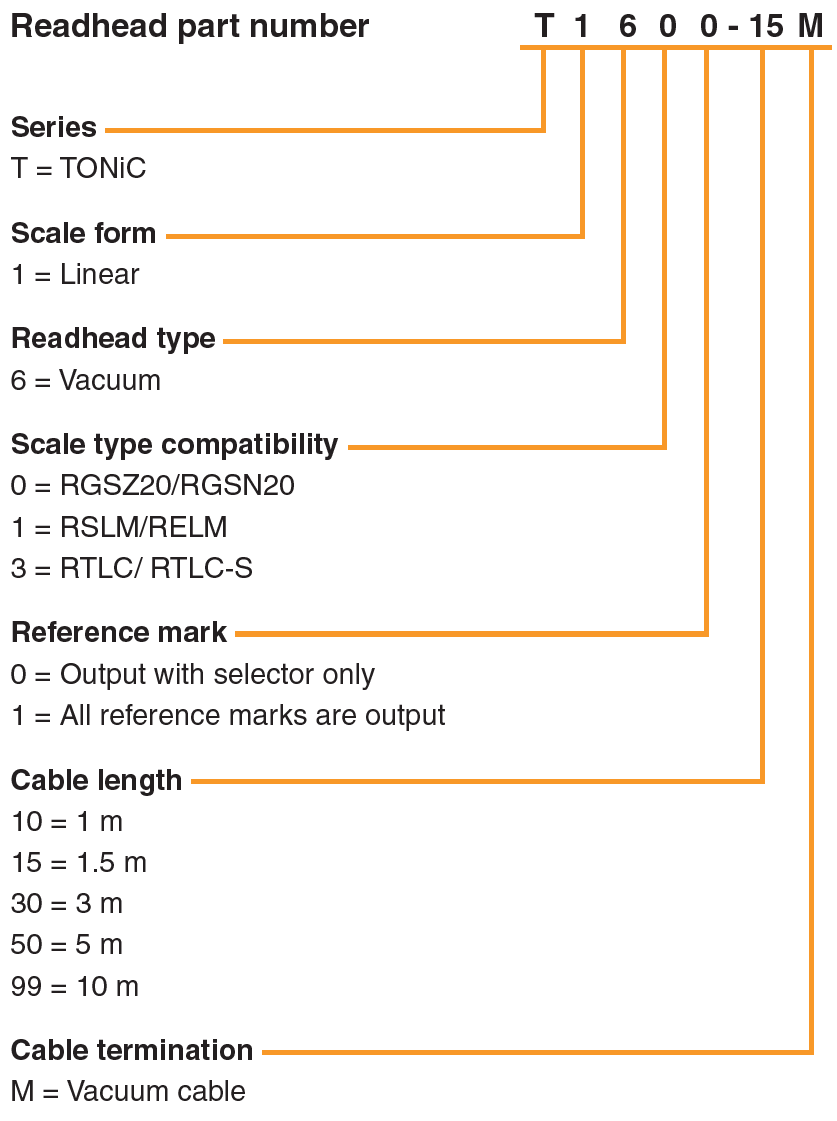 Readhead part number T 1 6 0 0 - 15 M
Series
T = TONiC
Scale form
1 = Linear
Readhead type
6 = Vacuum
Scale type compatibility
0 = RGSZ20/RGSN20
1 = RSLM/RELM
3 = RTLC/ RTLC-S
Reference mark
0 = Output with selector only
1 = All reference marks are output
Cable length
10 = 1 m
15 = 1.5 m
30 = 3 m
50 = 5 m
99 = 10 m
Cable termination
M = Vacuum cable